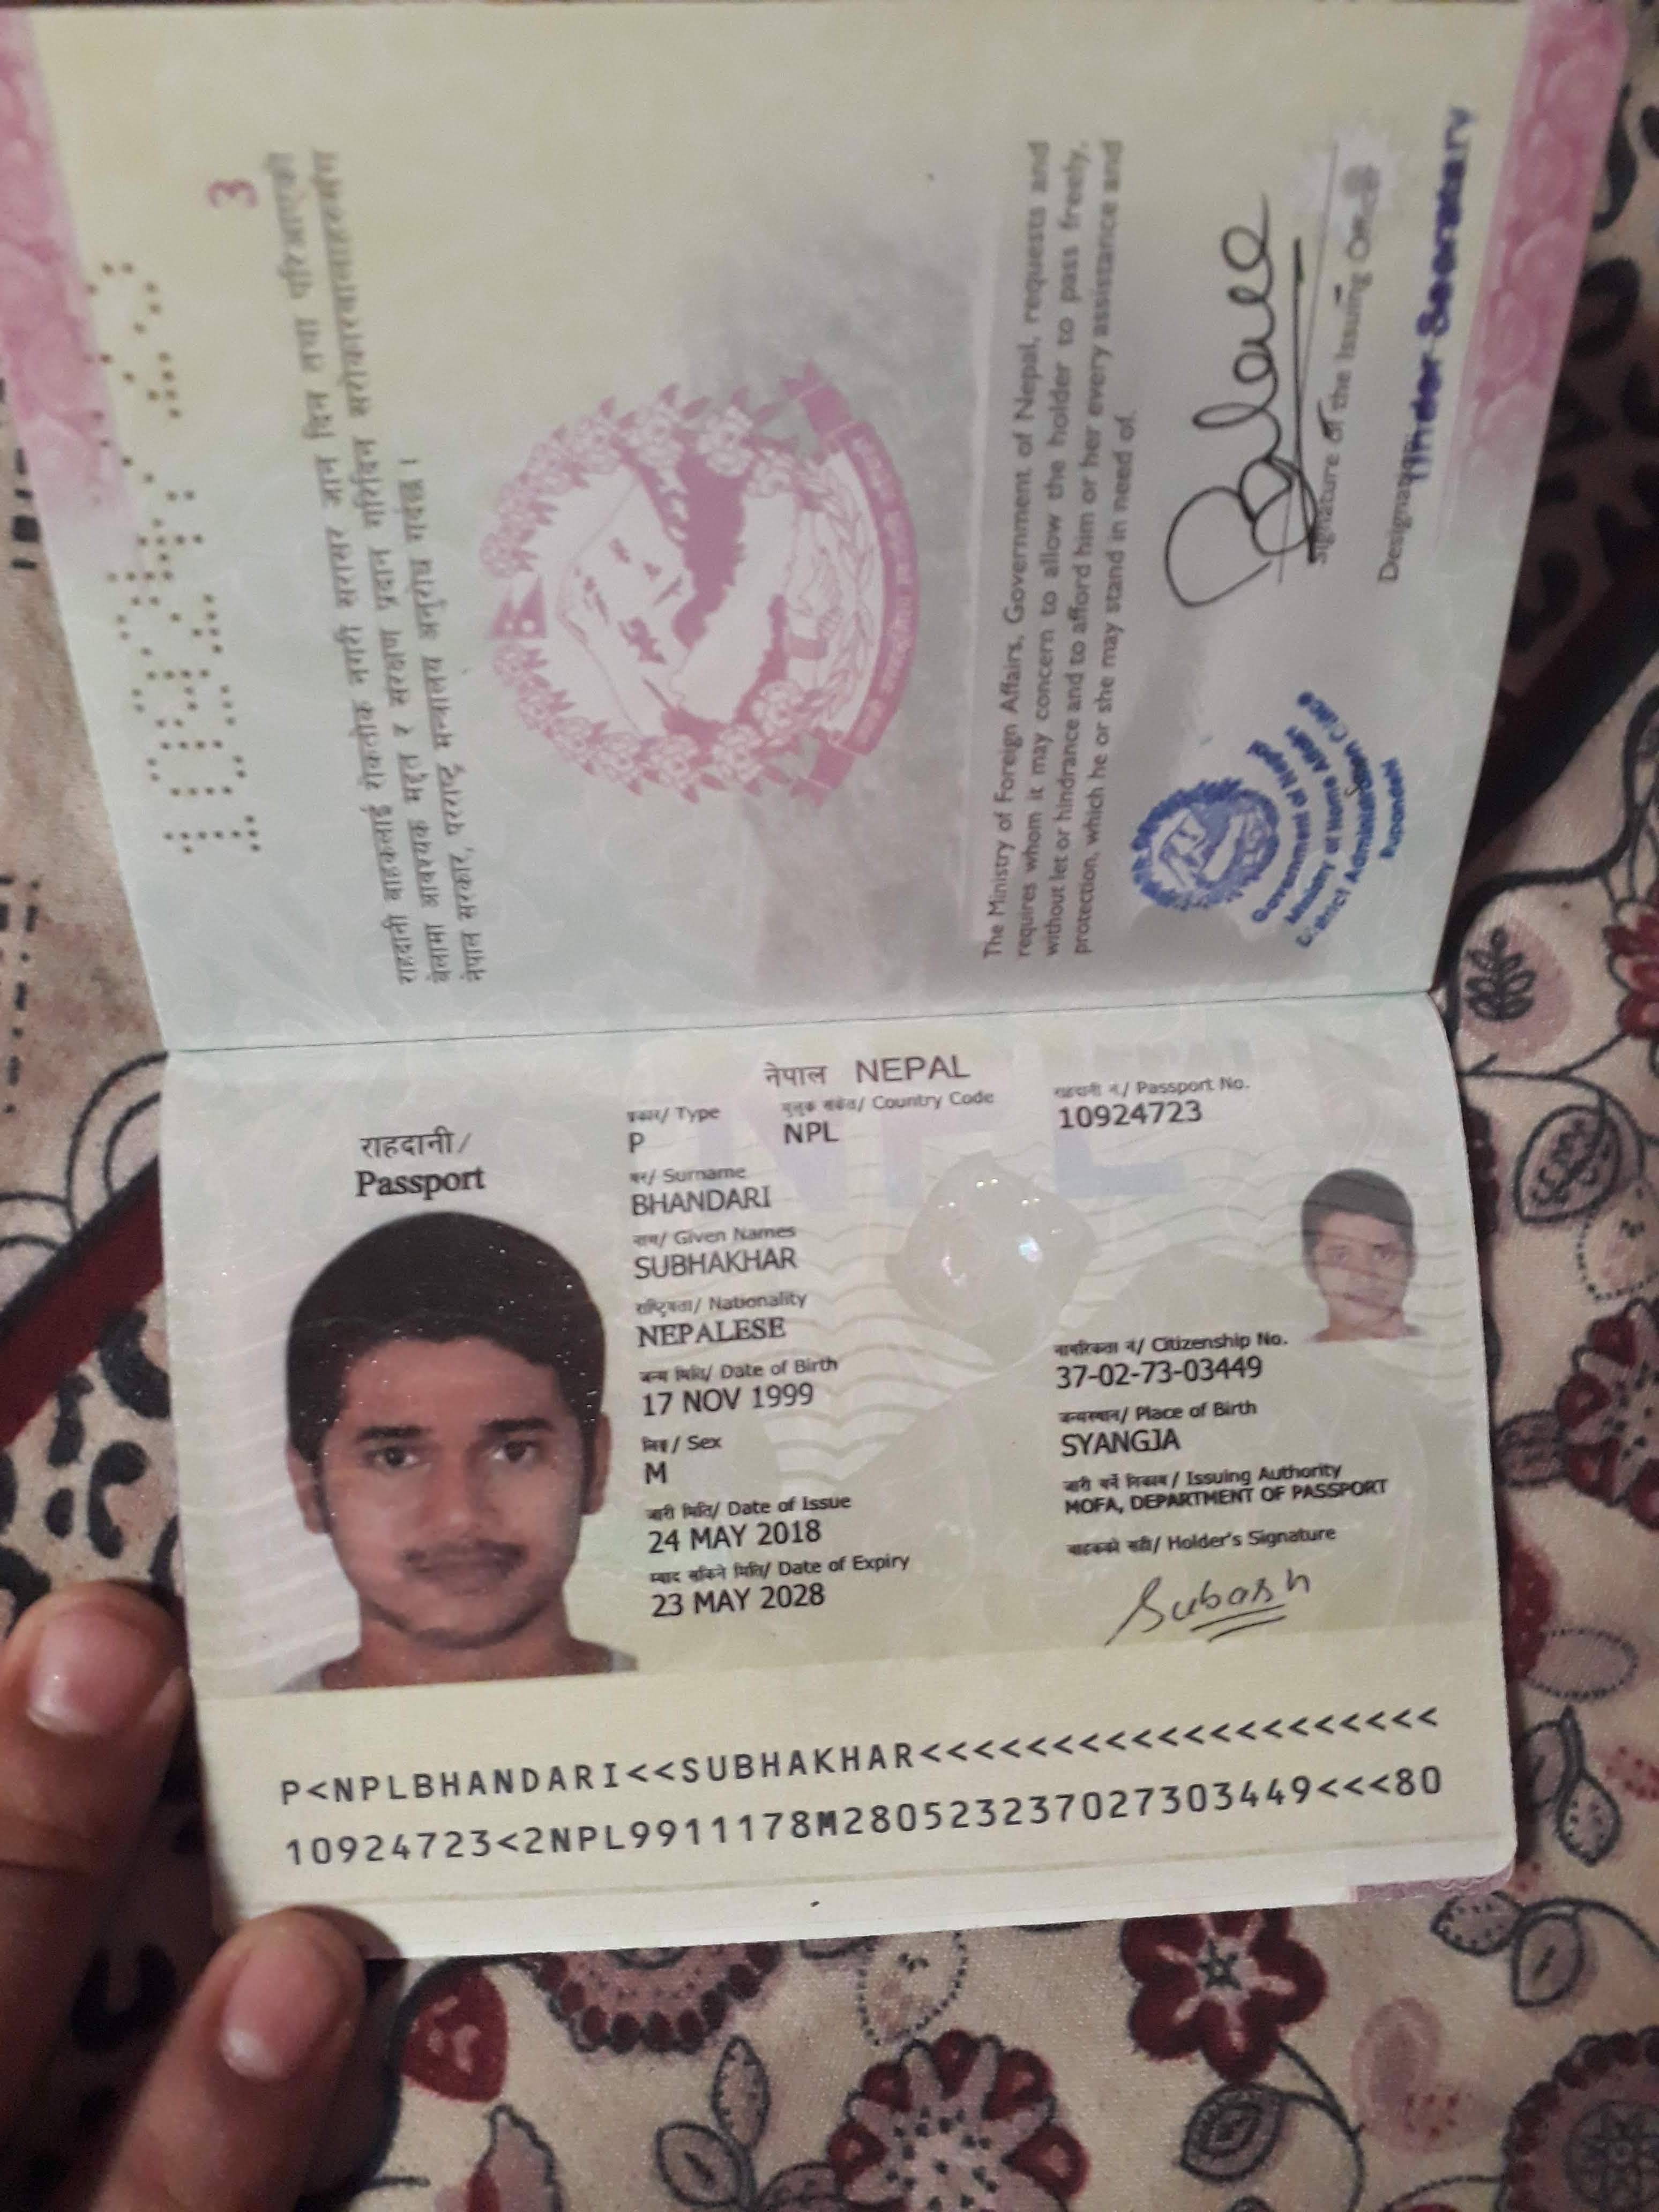 3
राहदानी वाहकलाई रोकतोक नगरी सरासर आन दिन तथा परिआएको
बेलामा आवश्यक मद्दत र संरक्षण प्रदान गरिदिन सरोकारवालाहरूसँग
नेपाल सरकार, परराष्ट्र मन्त्रालय अनुरोध गर्दछ ।
The Ministry of Foreign Affairs, Government of Nepal, requests and
requires whom it may concern to allow the holder to pass freely,
without let or hindrance and to afford him or her every assistance and
protection, which he or she may stand in need of.
Signature of the Issuing Officer
Designation
Under Secretary
Government of Nepal
Ministry of Home Affairs
District Administration
Rupandehi
नेपाल NEPAL
राहदानी/
Passport
प्रकार/ Type
P
मुलुक संकेत/ Country Code
NPL
राहदानी नं./ Passport No.
10924723
थर/ Surname
BHANDARI
नाम/ Given Names
SUBHAKHAR
राष्ट्रियता/ Nationality
NEPALESE
जन्म मिति/ Date of Birth
17 NOV 1999
लिङ्ग/ Sex
M
जारी मिति/ Date of Issue
24 MAY 2018
म्याद सकिने मिति/ Date of Expiry
23 MAY 2028
नागरिकता नं/ Citizenship No.
37-02-73-03449
जन्मस्थान/ Place of Birth
SYANGJA
जारी गर्ने निकाय/ Issuing Authority
MOFA, DEPARTMENT OF PASSPORT
वाहकको सही/ Holder's Signature
Subash
P<NPLBHANDARI<<SUBHAKHAR<<<<<<<<<<<<<<<<<<<<
10924723<2NPL9911178M28052323702730344​9<<<80